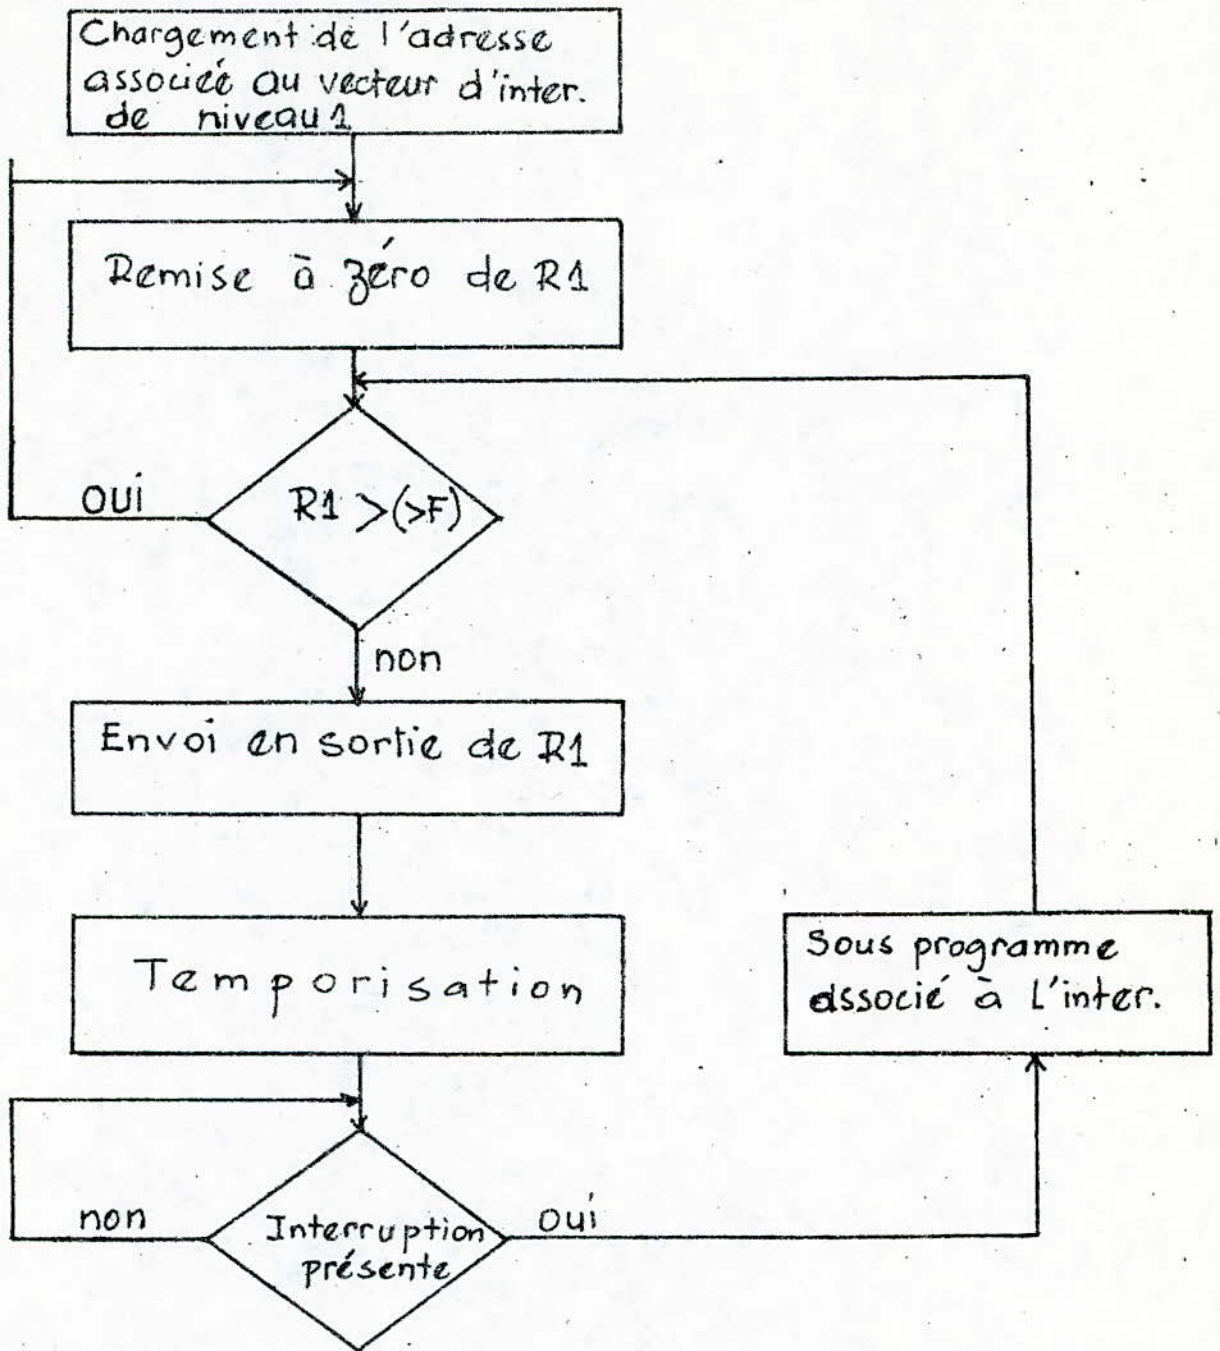 Chargement de l'adresse
associée au vecteur d'inter.
de niveau 1
Remise à zéro de R1
oui
R1 >(>F)
non
Envoi en sortie de R1
Temporisation
Sous programme
associé à l'inter.
non
Interruption
présente
oui